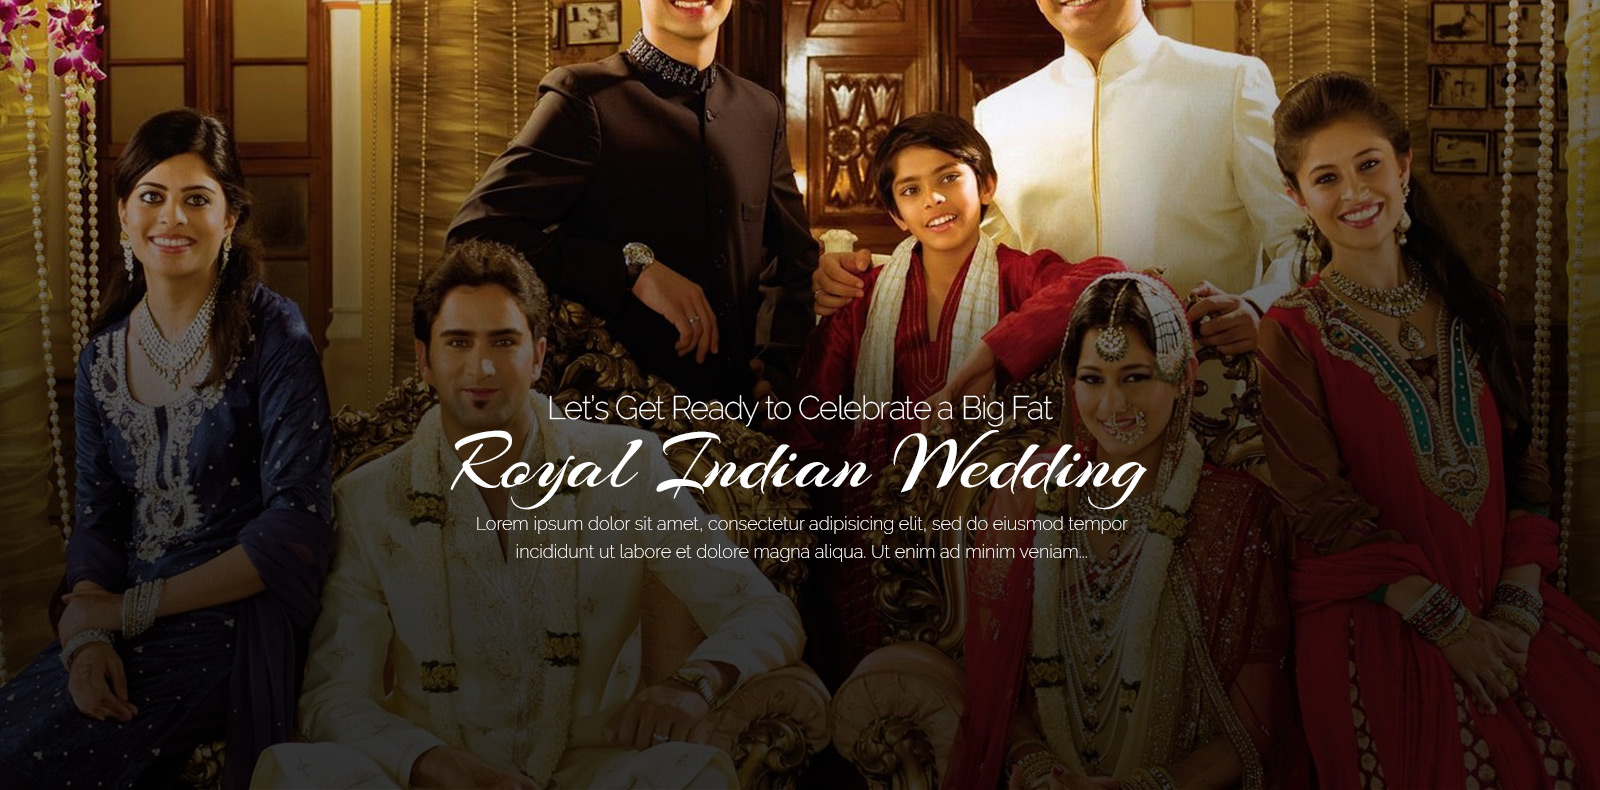 Let's Get Ready to Celebrate a Big Fat
Royal Indian Wedding
Lorem ipsum dolor sit amet, consectetur adipisicing elit, sed do eiusmod tempor
incididunt ut labore et dolore magna aliqua. Ut enim ad minim veniam...